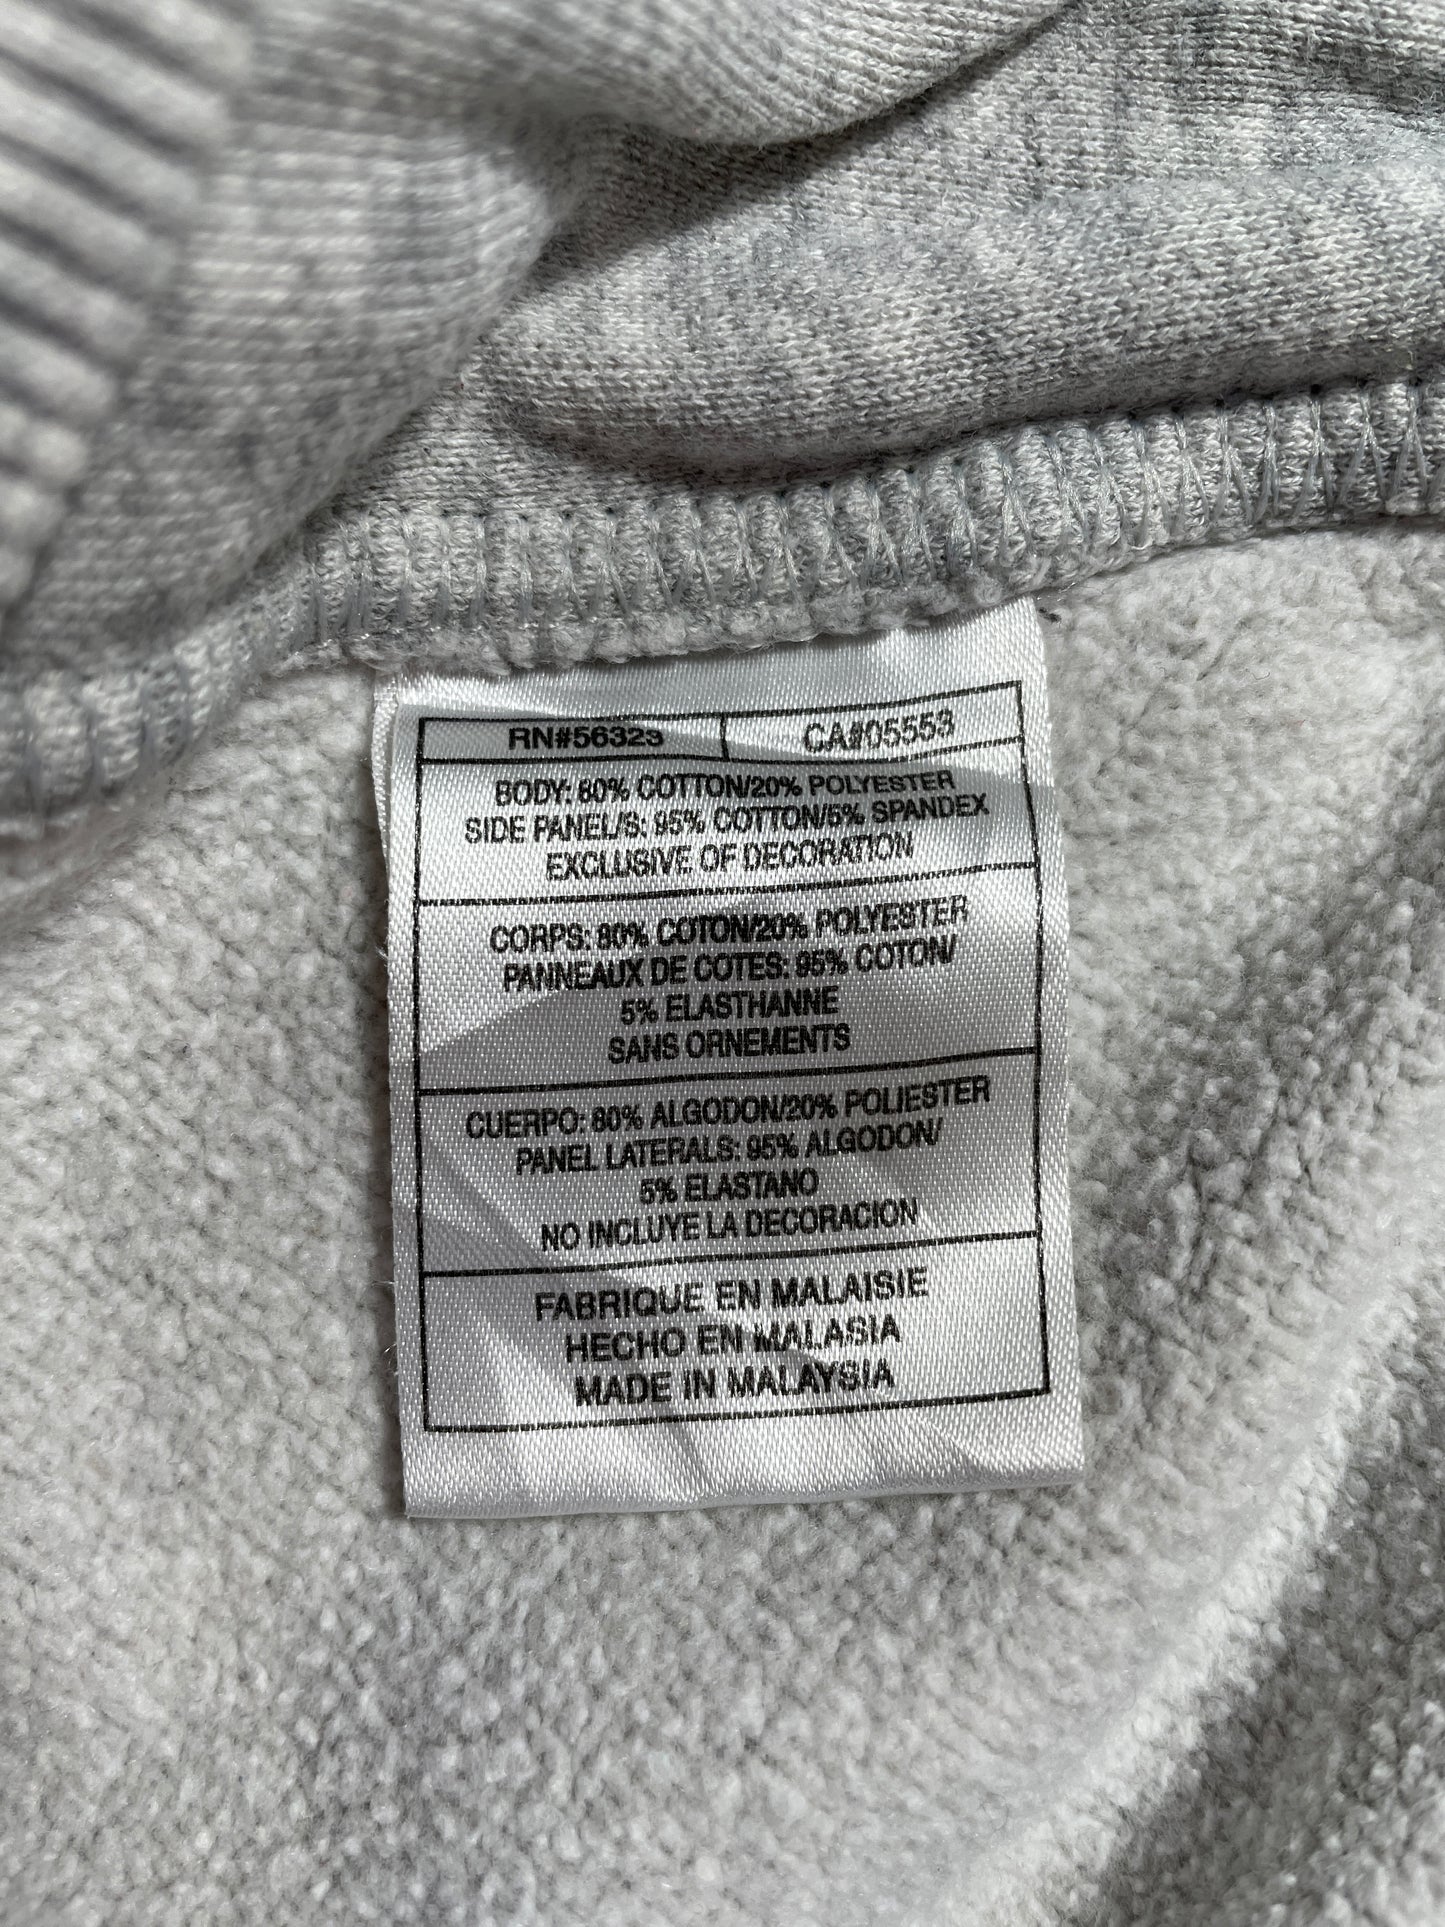 RN#56323
CA#05553
BODY: 80% COTTON/20% POLYESTER
SIDE PANEL/S: 95% COTTON/5% SPANDEX
EXCLUSIVE OF DECORATION
CORPS: 80% COTON/20% POLYESTER
PANNEAUX DE COTES: 95% COTON/
5% ELASTHANNE
SANS ORNEMENTS
CUERPO: 80% ALGODON/20% POLIESTER
PANEL LATERALS: 95% ALGODON/
5% ELASTANO
NO INCLUYE LA DECORACION
FABRIQUE EN MALAISIE
HECHO EN MALASIA
MADE IN MALAYSIA